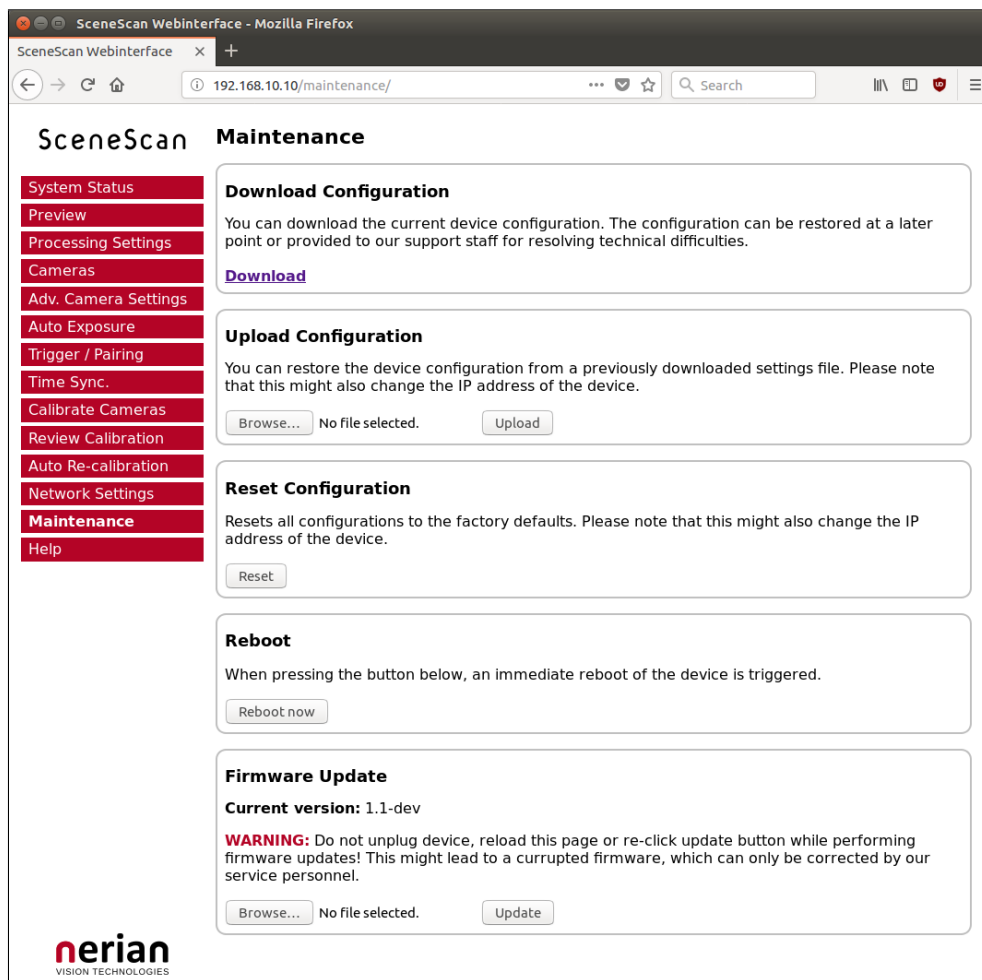 SceneScan Webinterface - Mozilla Firefox
SceneScan Webinterface
192.168.10.10/maintenance/
Search
SceneScan
System Status
Preview
Processing Settings
Cameras
Adv. Camera Settings
Auto Exposure
Trigger / Pairing
Time Sync.
Calibrate Cameras
Review Calibration
Auto Re-calibration
Network Settings
Maintenance
Help
Maintenance
Download Configuration
You can download the current device configuration. The configuration can be restored at a later
point or provided to our support staff for resolving technical difficulties.
Download
Upload Configuration
You can restore the device configuration from a previously downloaded settings file. Please note
that this might also change the IP address of the device.
Browse... No file selected. Upload
Reset Configuration
Resets all configurations to the factory defaults. Please note that this might also change the IP
address of the device.
Reset
Reboot
When pressing the button below, an immediate reboot of the device is triggered.
Reboot now
Firmware Update
Current version: 1.1-dev
WARNING: Do not unplug device, reload this page or re-click update button while performing
firmware updates! This might lead to a currupted firmware, which can only be corrected by our
service personnel.
Browse... No file selected. Update
nerian
VISION TECHNOLOGIES